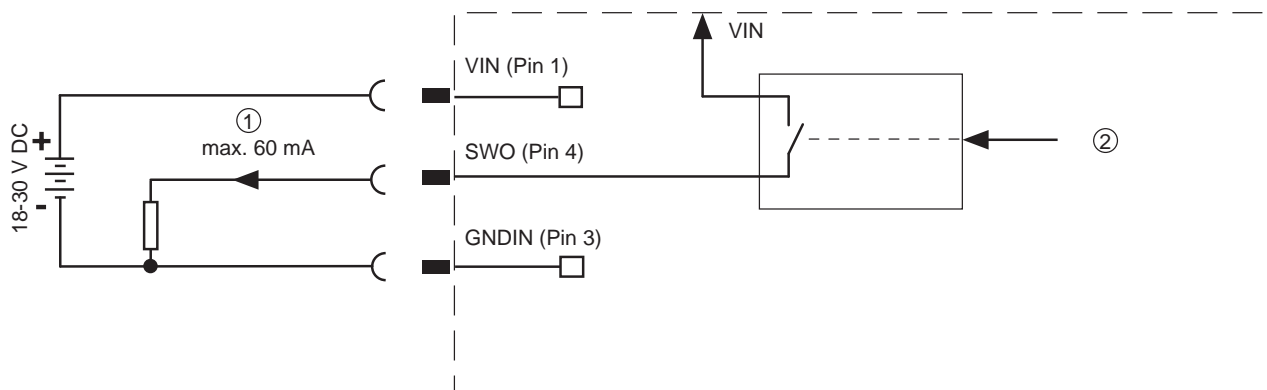 VIN
VIN (Pin 1)
①
max. 60 mA
18-30 V DC
+
-
SWO (Pin 4)
②
GNDIN (Pin 3)